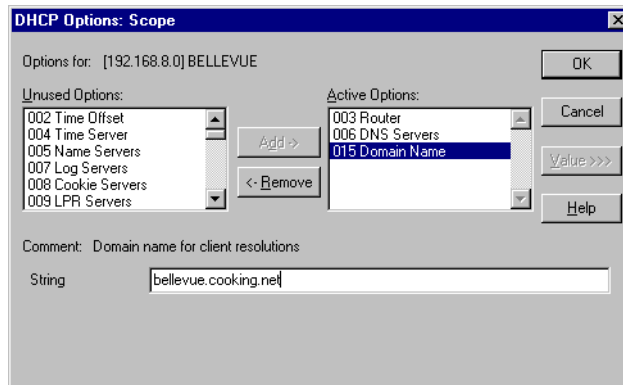 DHCP Options: Scope
Options for: [192.168.8.0] BELLEVUE
OK
Unused Options:
002 Time Offset
004 Time Server
005 Name Servers
007 Log Servers
008 Cookie Servers
009 LPR Servers
Add ->
<- Remove
Active Options:
003 Router
006 DNS Servers
015 Domain Name
Cancel
Value >>>
Help
Comment: Domain name for client resolutions
String
bellevue.cooking.net